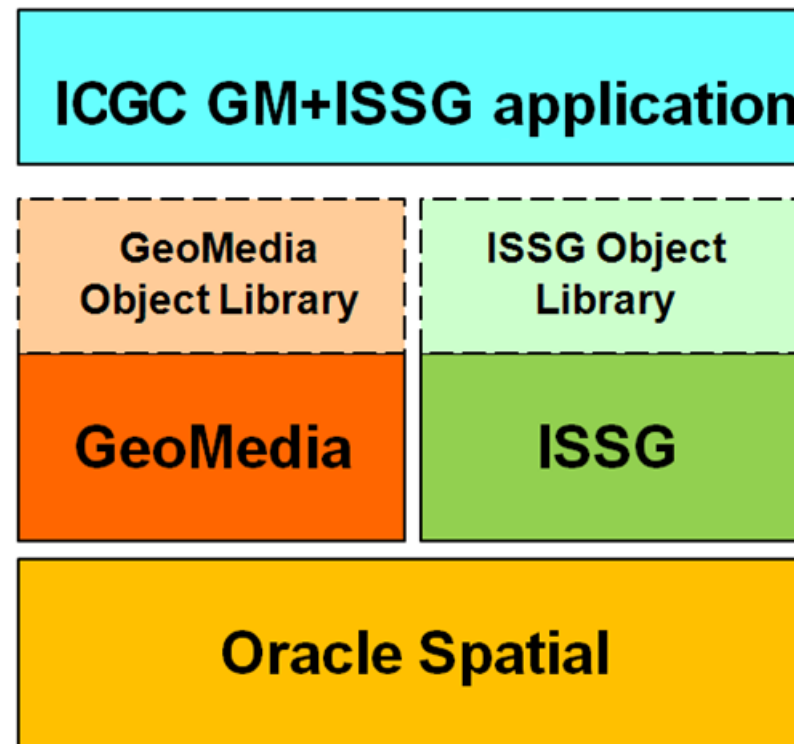 ICGC GM+ISSG application
GeoMedia
Object Library
ISSG Object
Library
GeoMedia
ISSG
Oracle Spatial